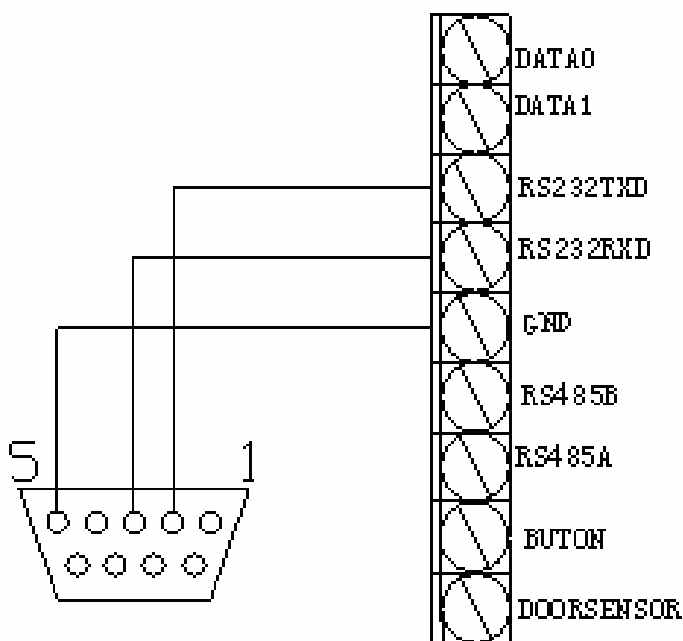 DATA0
DATA1
RS232TXD
RS232RXD
GND
RS485B
5 1
RS485A
BUTON
DOORSENSOR